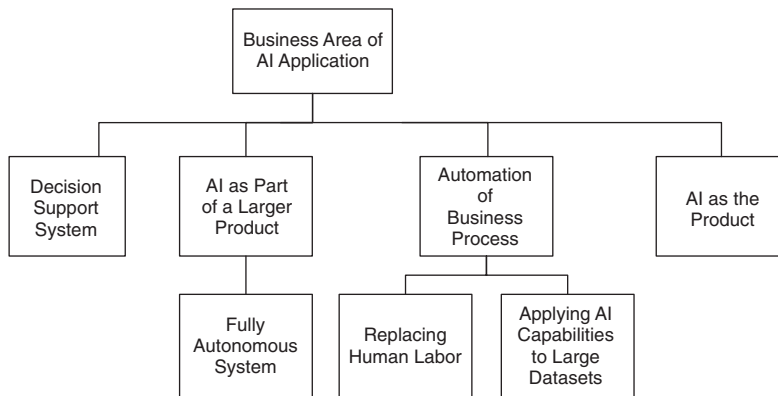 Business Area of
AI Application
Decision
Support
System
AI as Part
of a Larger
Product
Automation
of
Business
Process
AI as the
Product
Fully
Autonomous
System
Replacing
Human Labor
Applying AI
Capabilities
to Large
Datasets